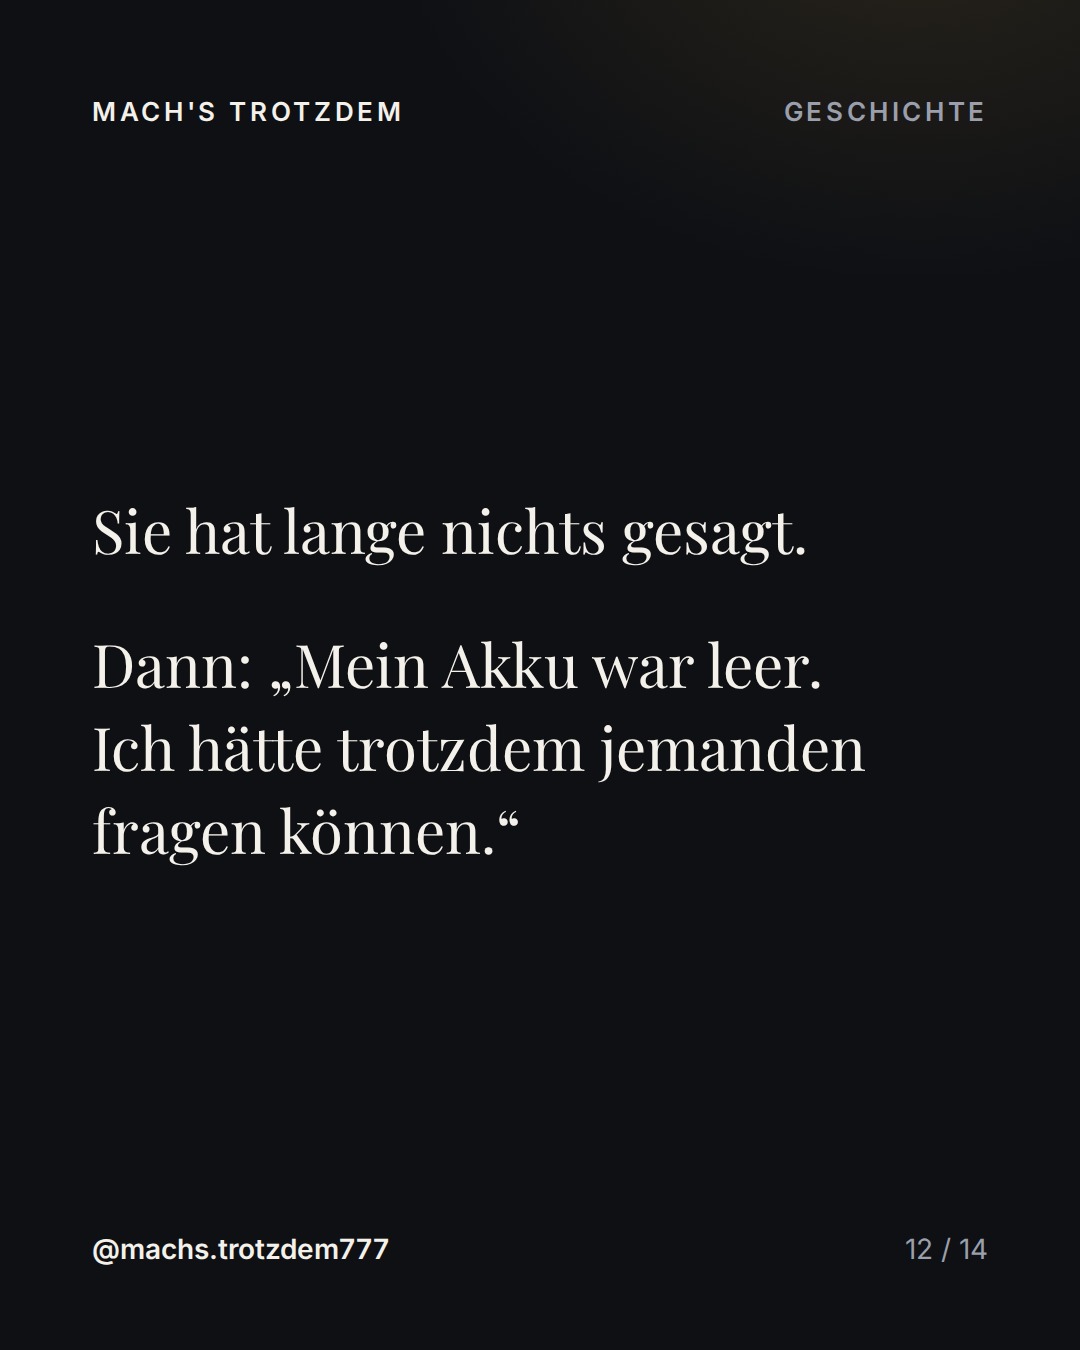 MACH'S TROTZDEM
GESCHICHTE
Sie hat lange nichts gesagt.
Dann: „Mein Akku war leer.
Ich hätte trotzdem jemanden
fragen können.“
@machs.trotzdem777
12 / 14